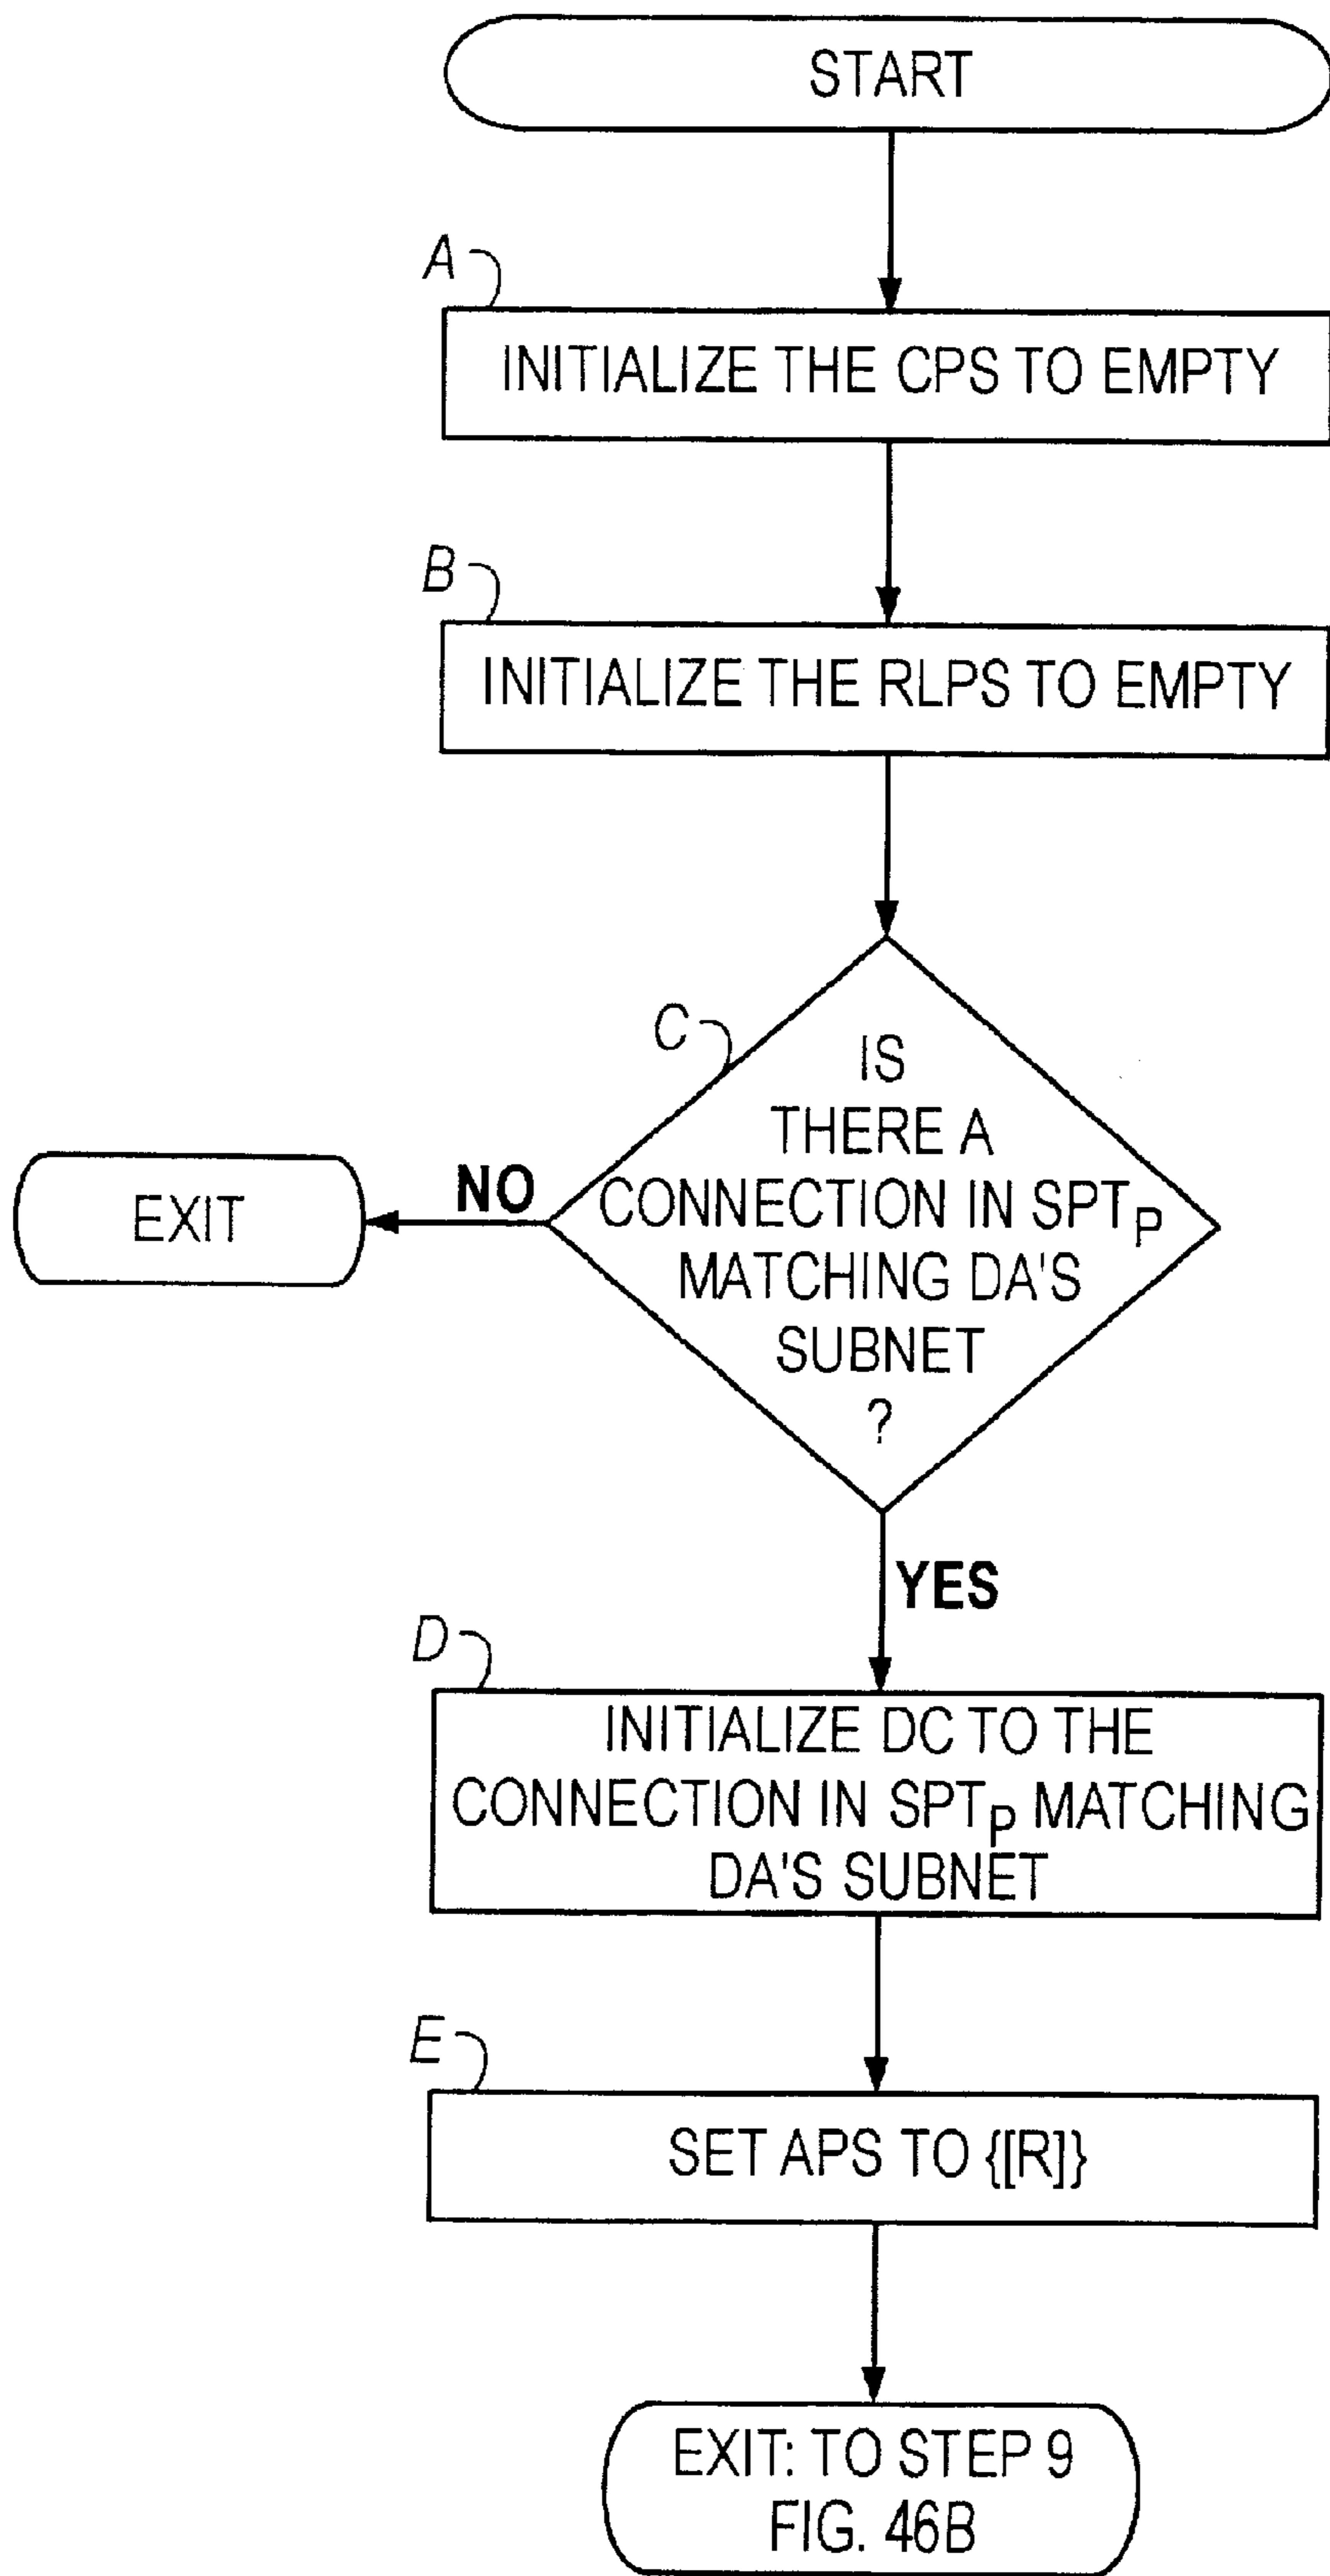 START
A
INITIALIZE THE CPS TO EMPTY
B
INITIALIZE THE RLPS TO EMPTY
C
IS
THERE A
CONNECTION IN SPTP
MATCHING DA'S
SUBNET
?
NO
EXIT
YES
D
INITIALIZE DC TO THE
CONNECTION IN SPTP MATCHING
DA'S SUBNET
E
SET APS TO {[R]}
EXIT: TO STEP 9
FIG. 46B